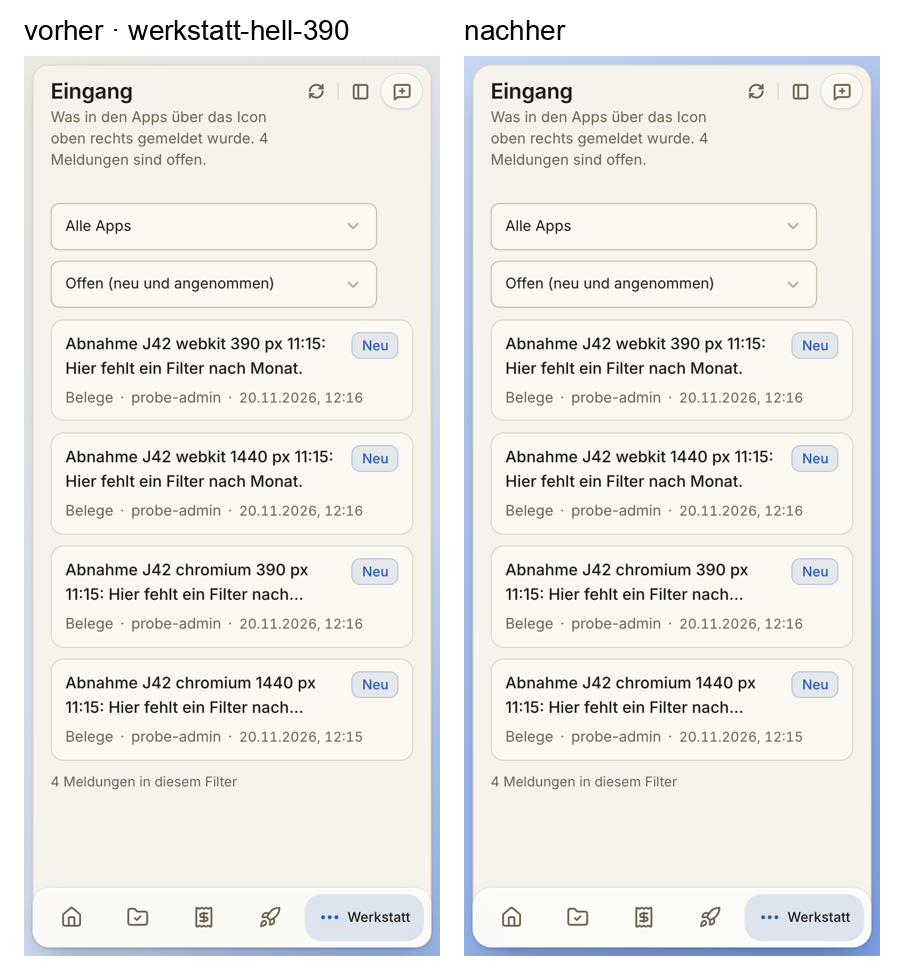 vorher · werkstatt-hell-390
Eingang
Was in den Apps über das Icon
oben rechts gemeldet wurde. 4
Meldungen sind offen.
Alle Apps
Offen (neu und angenommen)
Abnahme J42 webkit 390 px 11:15:
Hier fehlt ein Filter nach Monat.
Neu
Belege · probe-admin · 20.11.2026, 12:16
Abnahme J42 webkit 1440 px 11:15:
Hier fehlt ein Filter nach Monat.
Neu
Belege · probe-admin · 20.11.2026, 12:16
Abnahme J42 chromium 390 px
11:15: Hier fehlt ein Filter nach…
Neu
Belege · probe-admin · 20.11.2026, 12:16
Abnahme J42 chromium 1440 px
11:15: Hier fehlt ein Filter nach…
Neu
Belege · probe-admin · 20.11.2026, 12:15
4 Meldungen in diesem Filter
Werkstatt
nachher
Eingang
Was in den Apps über das Icon
oben rechts gemeldet wurde. 4
Meldungen sind offen.
Alle Apps
Offen (neu und angenommen)
Abnahme J42 webkit 390 px 11:15:
Hier fehlt ein Filter nach Monat.
Neu
Belege · probe-admin · 20.11.2026, 12:16
Abnahme J42 webkit 1440 px 11:15:
Hier fehlt ein Filter nach Monat.
Neu
Belege · probe-admin · 20.11.2026, 12:16
Abnahme J42 chromium 390 px
11:15: Hier fehlt ein Filter nach…
Neu
Belege · probe-admin · 20.11.2026, 12:16
Abnahme J42 chromium 1440 px
11:15: Hier fehlt ein Filter nach…
Neu
Belege · probe-admin · 20.11.2026, 12:15
4 Meldungen in diesem Filter
Werkstatt